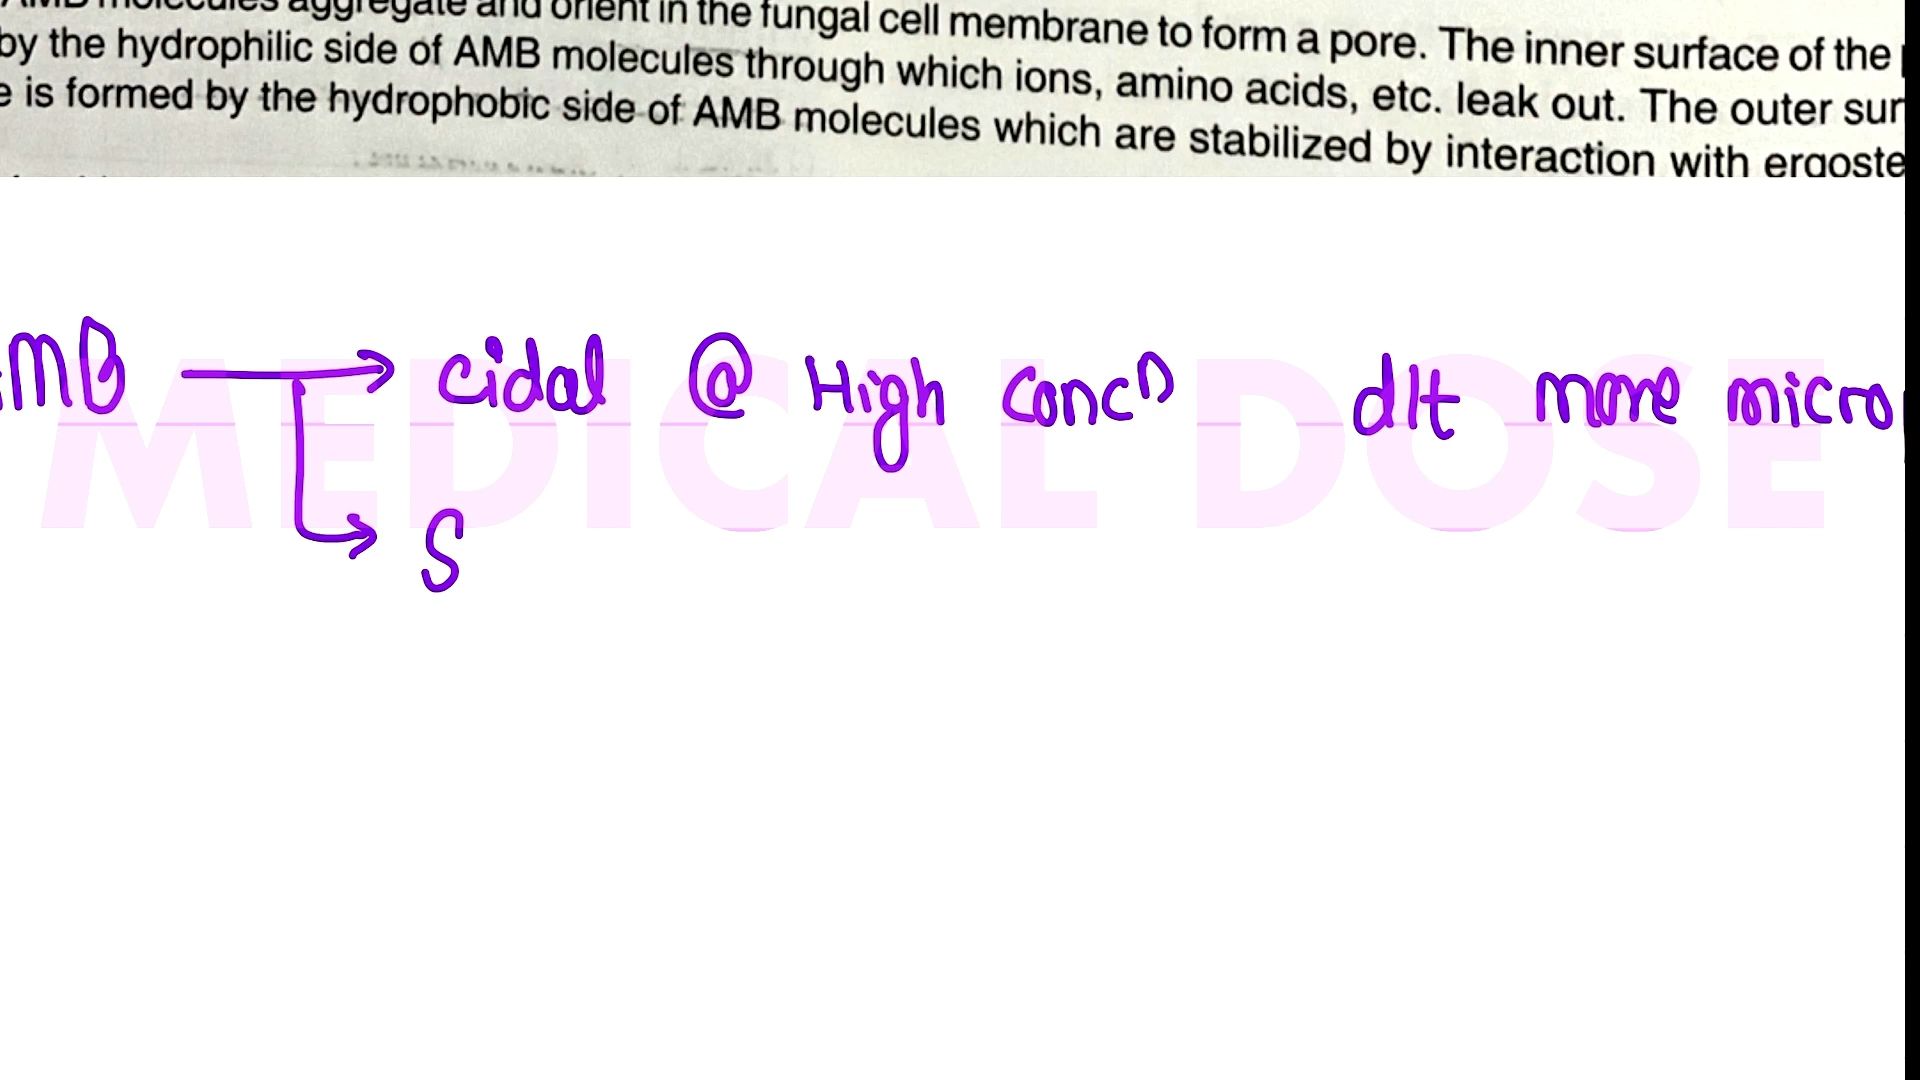 AMB molecules aggregate and orient in the fungal cell membrane to form a pore. The inner surface of the
by the hydrophilic side of AMB molecules through which ions, amino acids, etc. leak out. The outer sur
e is formed by the hydrophobic side of AMB molecules which are stabilized by interaction with ergoste
MB → cidal @ High concn dlt more micro
S
MEDICAL DOSE